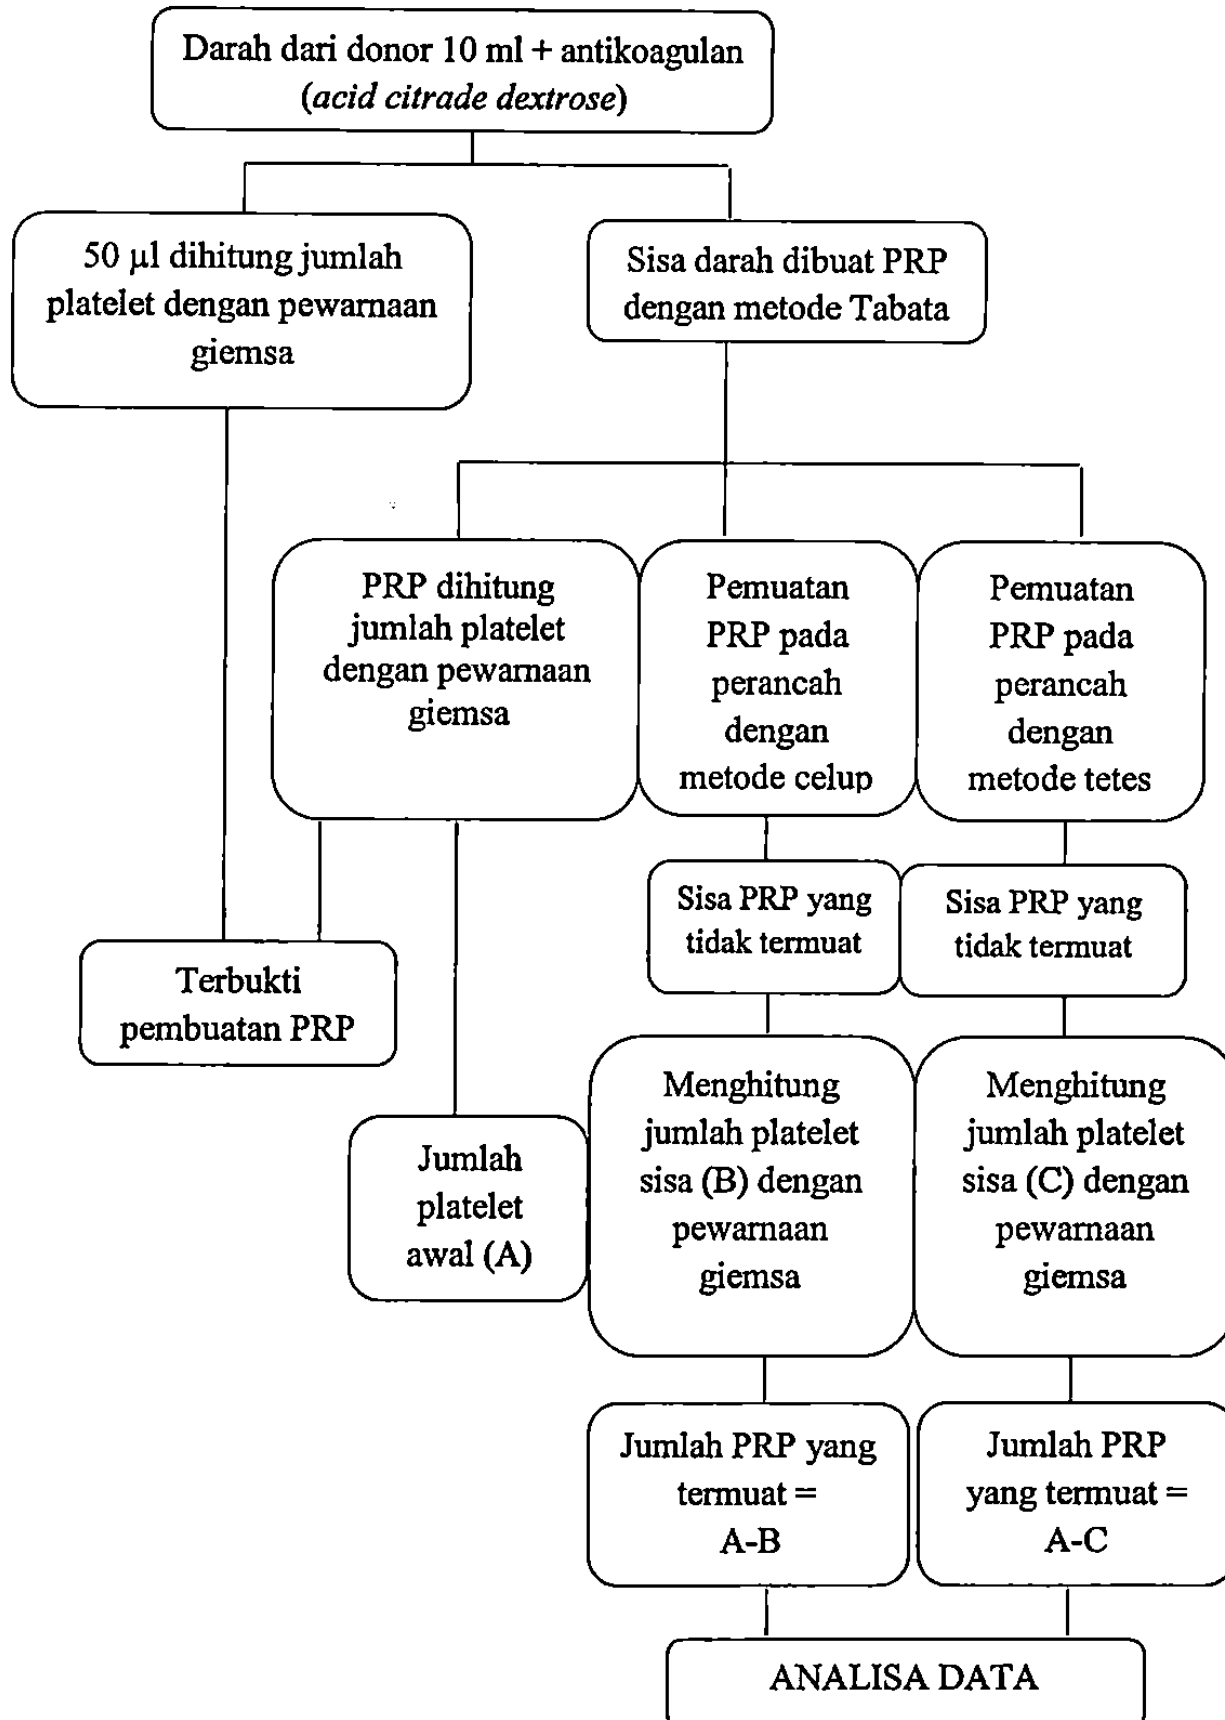 Darah dari donor 10 ml + antikoagulan
(acid citrade dextrose)
50 µl dihitung jumlah
platelet dengan pewarnaan
giemsa
Sisa darah dibuat PRP
dengan metode Tabata
PRP dihitung
jumlah platelet
dengan pewarnaan
giemsa
Pemuatan
PRP pada
perancah
dengan
metode celup
Pemuatan
PRP pada
perancah
dengan
metode tetes
Sisa PRP yang
tidak termuat
Sisa PRP yang
tidak termuat
Terbukti
pembuatan PRP
Jumlah
platelet
awal (A)
Menghitung
jumlah platelet
sisa (B) dengan
pewarnaan
giemsa
Menghitung
jumlah platelet
sisa (C) dengan
pewarnaan
giemsa
Jumlah PRP yang
termuat =
A-B
Jumlah PRP
yang termuat =
A-C
ANALISA DATA